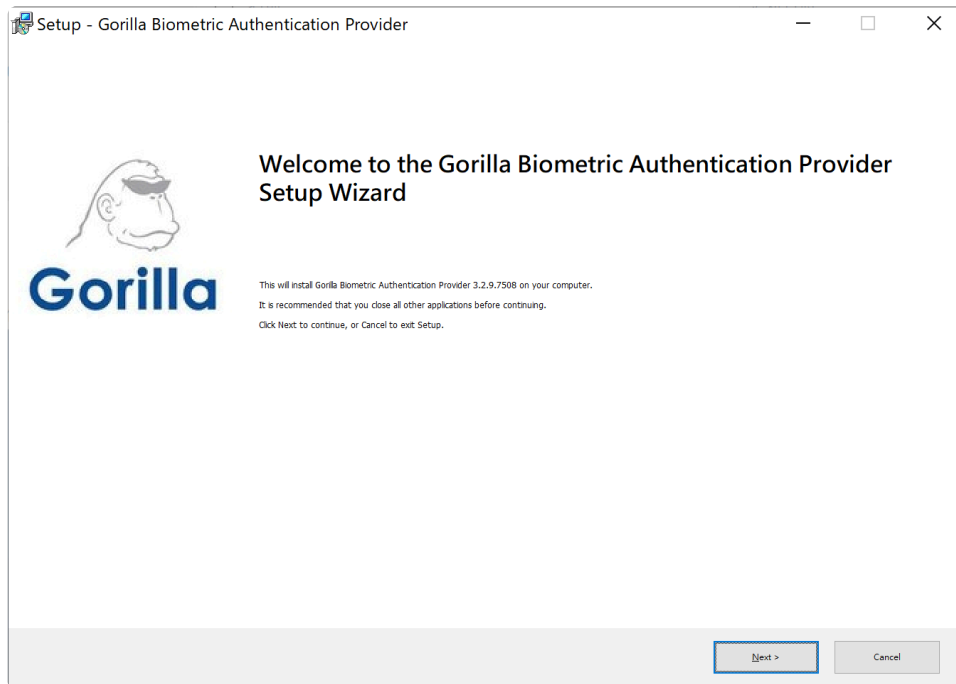 Setup - Gorilla Biometric Authentication Provider
Welcome to the Gorilla Biometric Authentication Provider
Setup Wizard
Gorilla
This will install Gorilla Biometric Authentication Provider 3.2.9.7508 on your computer.
It is recommended that you close all other applications before continuing.
Click Next to continue, or Cancel to exit Setup.
Next >
Cancel